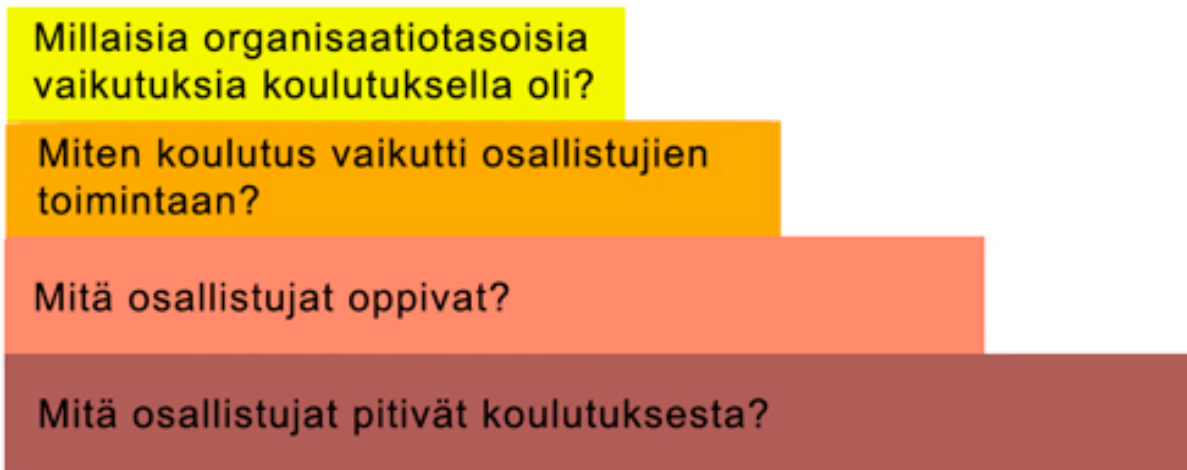 Millaisia organisaatiotasoisia
vaikutuksia koulutuksella oli?
Miten koulutus vaikutti osallistujien
toimintaan?
Mitä osallistujat oppivat?
Mitä osallistujat pitivät koulutuksesta?